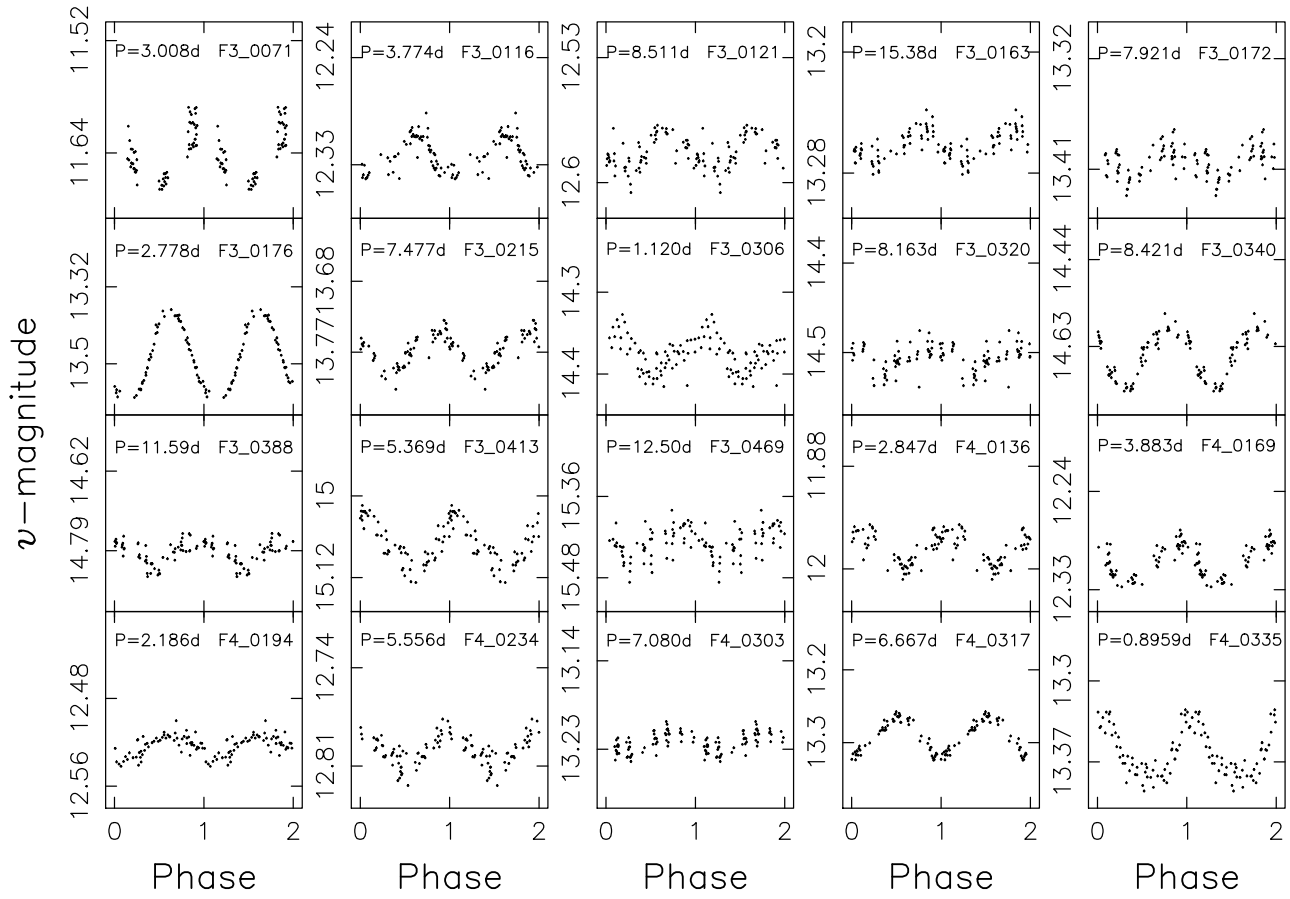 P=3.008d F3_0071
P=3.774d F3_0116
P=8.511d F3_0121
P=15.38d F3_0163
P=7.921d F3_0172
11.52
11.64
12.24
12.33
12.53
12.6
13.2
13.28
13.32
13.41
P=2.778d F3_0176
P=7.477d F3_0215
P=1.120d F3_0306
P=8.163d F3_0320
P=8.421d F3_0340
13.32
13.5
13.68
13.77
14.3
14.4
14.4
14.5
14.44
14.63
v−magnitude
P=11.59d F3_0388
P=5.369d F3_0413
P=12.50d F3_0469
P=2.847d F4_0136
P=3.883d F4_0169
14.62
14.79
15
15.12
15.36
15.48
11.88
12
12.24
12.33
P=2.186d F4_0194
P=5.556d F4_0234
P=7.080d F4_0303
P=6.667d F4_0317
P=0.8959d F4_0335
12.48
12.56
12.74
12.81
13.14
13.23
13.2
13.3
13.3
13.37
0 1 2
0 1 2
0 1 2
0 1 2
0 1 2
Phase
Phase
Phase
Phase
Phase